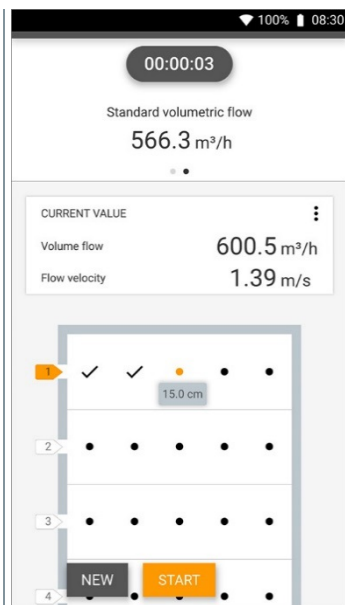 100% 08:30
00:00:03
Standard volumetric flow
566.3 m³/h
CURRENT VALUE
Volume flow 600.5 m³/h
Flow velocity 1.39 m/s
1
15.0 cm
2
3
4
NEW START